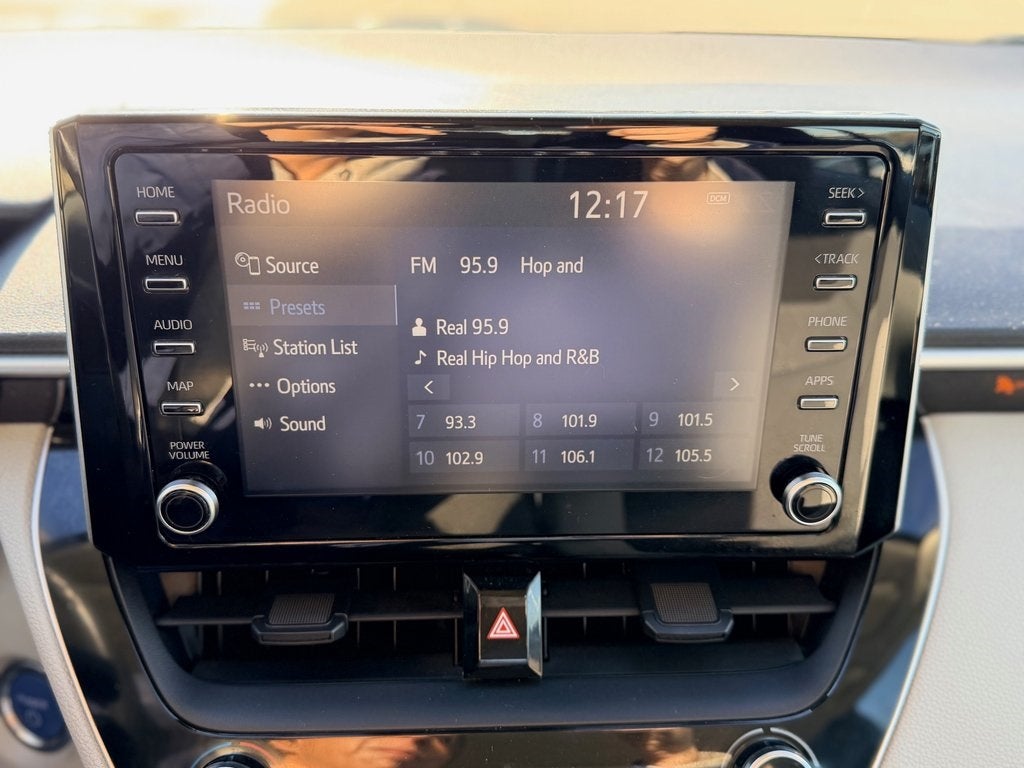 HOME
MENU
AUDIO
MAP
POWER
VOLUME
Radio
12:17
DCM
Source
Presets
Station List
Options
Sound
FM 95.9 Hop and
Real 95.9
Real Hip Hop and R&B
<
>
7 93.3
8 101.9
9 101.5
10 102.9
11 106.1
12 105.5
SEEK >
< TRACK
PHONE
APPS
TUNE
SCROLL